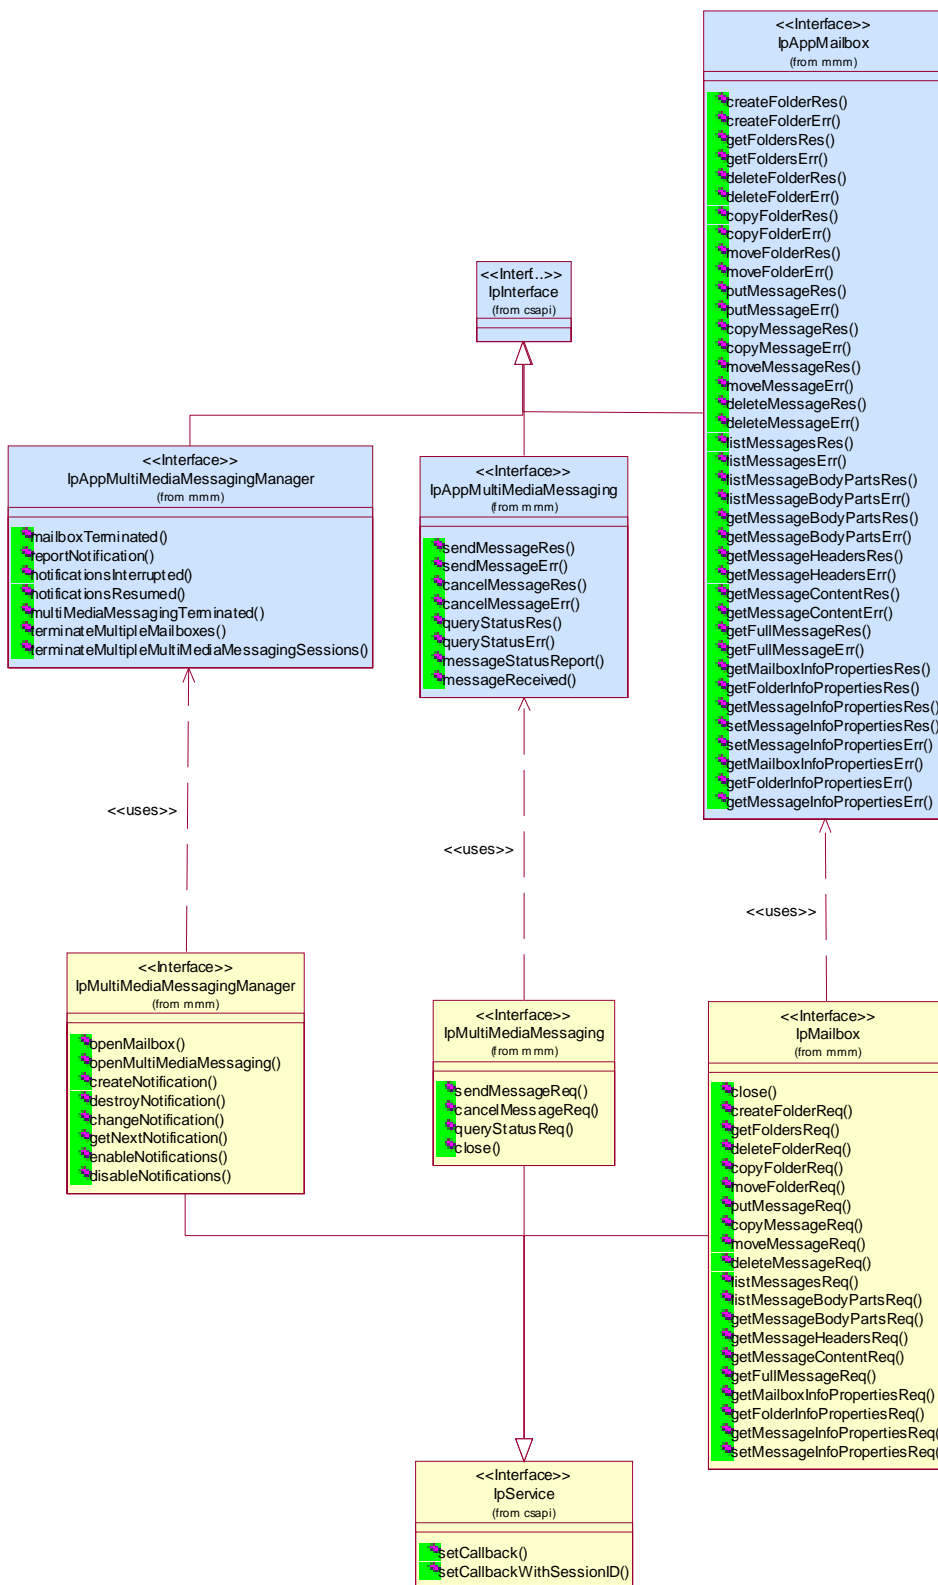 <<Interface>>
IpAppMailbox
(from mmm)
createFolderRes()
createFolderErr()
getFoldersRes()
getFoldersErr()
deleteFolderRes()
deleteFolderErr()
copyFolderRes()
copyFolderErr()
moveFolderRes()
moveFolderErr()
putMessageRes()
putMessageErr()
copyMessageRes()
copyMessageErr()
moveMessageRes()
moveMessageErr()
deleteMessageRes()
deleteMessageErr()
listMessagesRes()
listMessagesErr()
listMessageBodyPartsRes()
listMessageBodyPartsErr()
getMessageBodyPartsRes()
getMessageBodyPartsErr()
getMessageHeadersRes()
getMessageHeadersErr()
getMessageContentRes()
getMessageContentErr()
getFullMessageRes()
getFullMessageErr()
getMailboxInfoPropertiesRes()
getFolderInfoPropertiesRes()
getMessageInfoPropertiesRes()
setMessageInfoPropertiesRes()
setMessageInfoPropertiesErr()
getMailboxInfoPropertiesErr()
getFolderInfoPropertiesErr()
getMessageInfoPropertiesErr()
<<Interf...>>
IpInterface
(from csapi)
<<Interface>>
IpAppMultiMediaMessagingManager
(from mmm)
mailboxTerminated()
reportNotification()
notificationsInterrupted()
notificationsResumed()
multiMediaMessagingTerminated()
terminateMultipleMailboxes()
terminateMultipleMultiMediaMessagingSessions()
<<Interface>>
IpAppMultiMediaMessaging
(from mmm)
sendMessageRes()
sendMessageErr()
cancelMessageRes()
cancelMessageErr()
queryStatusRes()
queryStatusErr()
messageStatusReport()
messageReceived()
<<uses>>
<<uses>>
<<uses>>
<<Interface>>
IpMultiMediaMessagingManager
(from mmm)
openMailbox()
openMultiMediaMessaging()
createNotification()
destroyNotification()
changeNotification()
getNextNotification()
enableNotifications()
disableNotifications()
<<Interface>>
IpMultiMediaMessaging
(from mmm)
sendMessageReq()
cancelMessageReq()
queryStatusReq()
close()
<<Interface>>
IpMailbox
(from mmm)
close()
createFolderReq()
getFoldersReq()
deleteFolderReq()
copyFolderReq()
moveFolderReq()
putMessageReq()
copyMessageReq()
moveMessageReq()
deleteMessageReq()
listMessagesReq()
listMessageBodyPartsReq()
getMessageBodyPartsReq()
getMessageHeadersReq()
getMessageContentReq()
getFullMessageReq()
getMailboxInfoPropertiesReq()
getFolderInfoPropertiesReq()
getMessageInfoPropertiesReq()
setMessageInfoPropertiesReq()
<<Interface>>
IpService
(from csapi)
setCallback()
setCallbackWithSessionID()